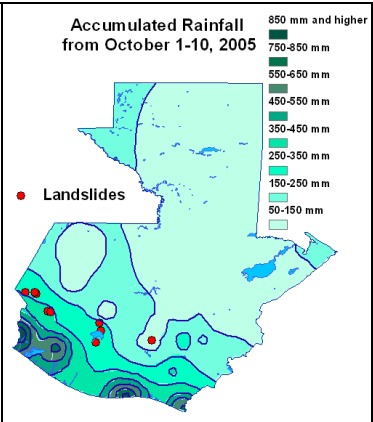 Accumulated Rainfall
from October 1-10, 2005
850 mm and higher
750-850 mm
550-650 mm
450-550 mm
350-450 mm
250-350 mm
150-250 mm
50-150 mm
Landslides